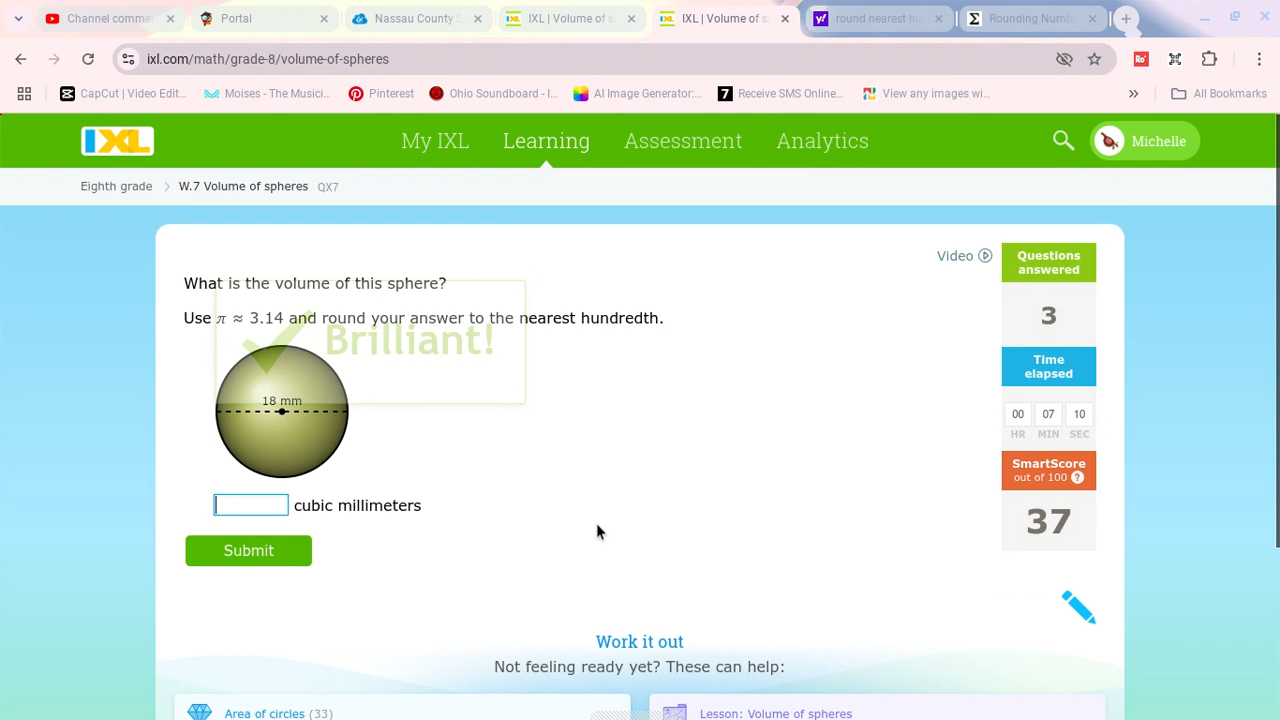 Channel comme
Portal
Nassau County S
IXL | Volume of s
IXL | Volume of s
round nearest hu
Rounding Numb
ixl.com/math/grade-8/volume-of-spheres
CapCut | Video Edit...
Moises - The Musici...
Pinterest
Ohio Soundboard - I...
AI Image Generator:...
Receive SMS Online...
View any images wi...
All Bookmarks
IXL
My IXL
Learning
Assessment
Analytics
Michelle
Eighth grade
W.7 Volume of spheres
QX7
Video
Questions answered
3
Time elapsed
00 07 10
HR MIN SEC
SmartScore
out of 100 ?
37
What is the volume of this sphere?
Use π ≈ 3.14 and round your answer to the nearest hundredth.
Brilliant!
18 mm
cubic millimeters
Submit
Work it out
Not feeling ready yet? These can help:
Area of circles (33)
Lesson: Volume of spheres